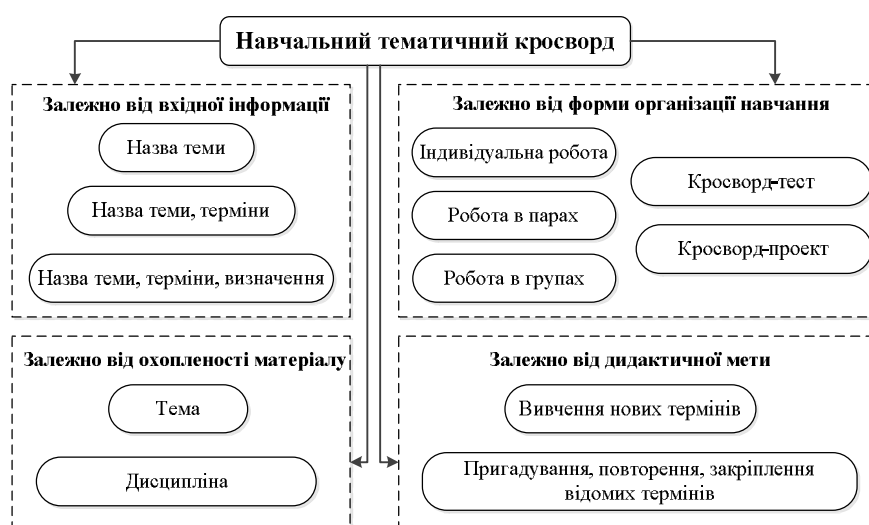 Навчальний тематичний кросворд
Залежно від вхідної інформації
Назва теми
Назва теми, терміни
Назва теми, терміни, визначення
Залежно від форми організації навчання
Індивідуальна робота
Робота в парах
Робота в групах
Кросворд-тест
Кросворд-проект
Залежно від охопленості матеріалу
Тема
Дисципліна
Залежно від дидактичної мети
Вивчення нових термінів
Пригадування, повторення, закріплення
відомих термінів